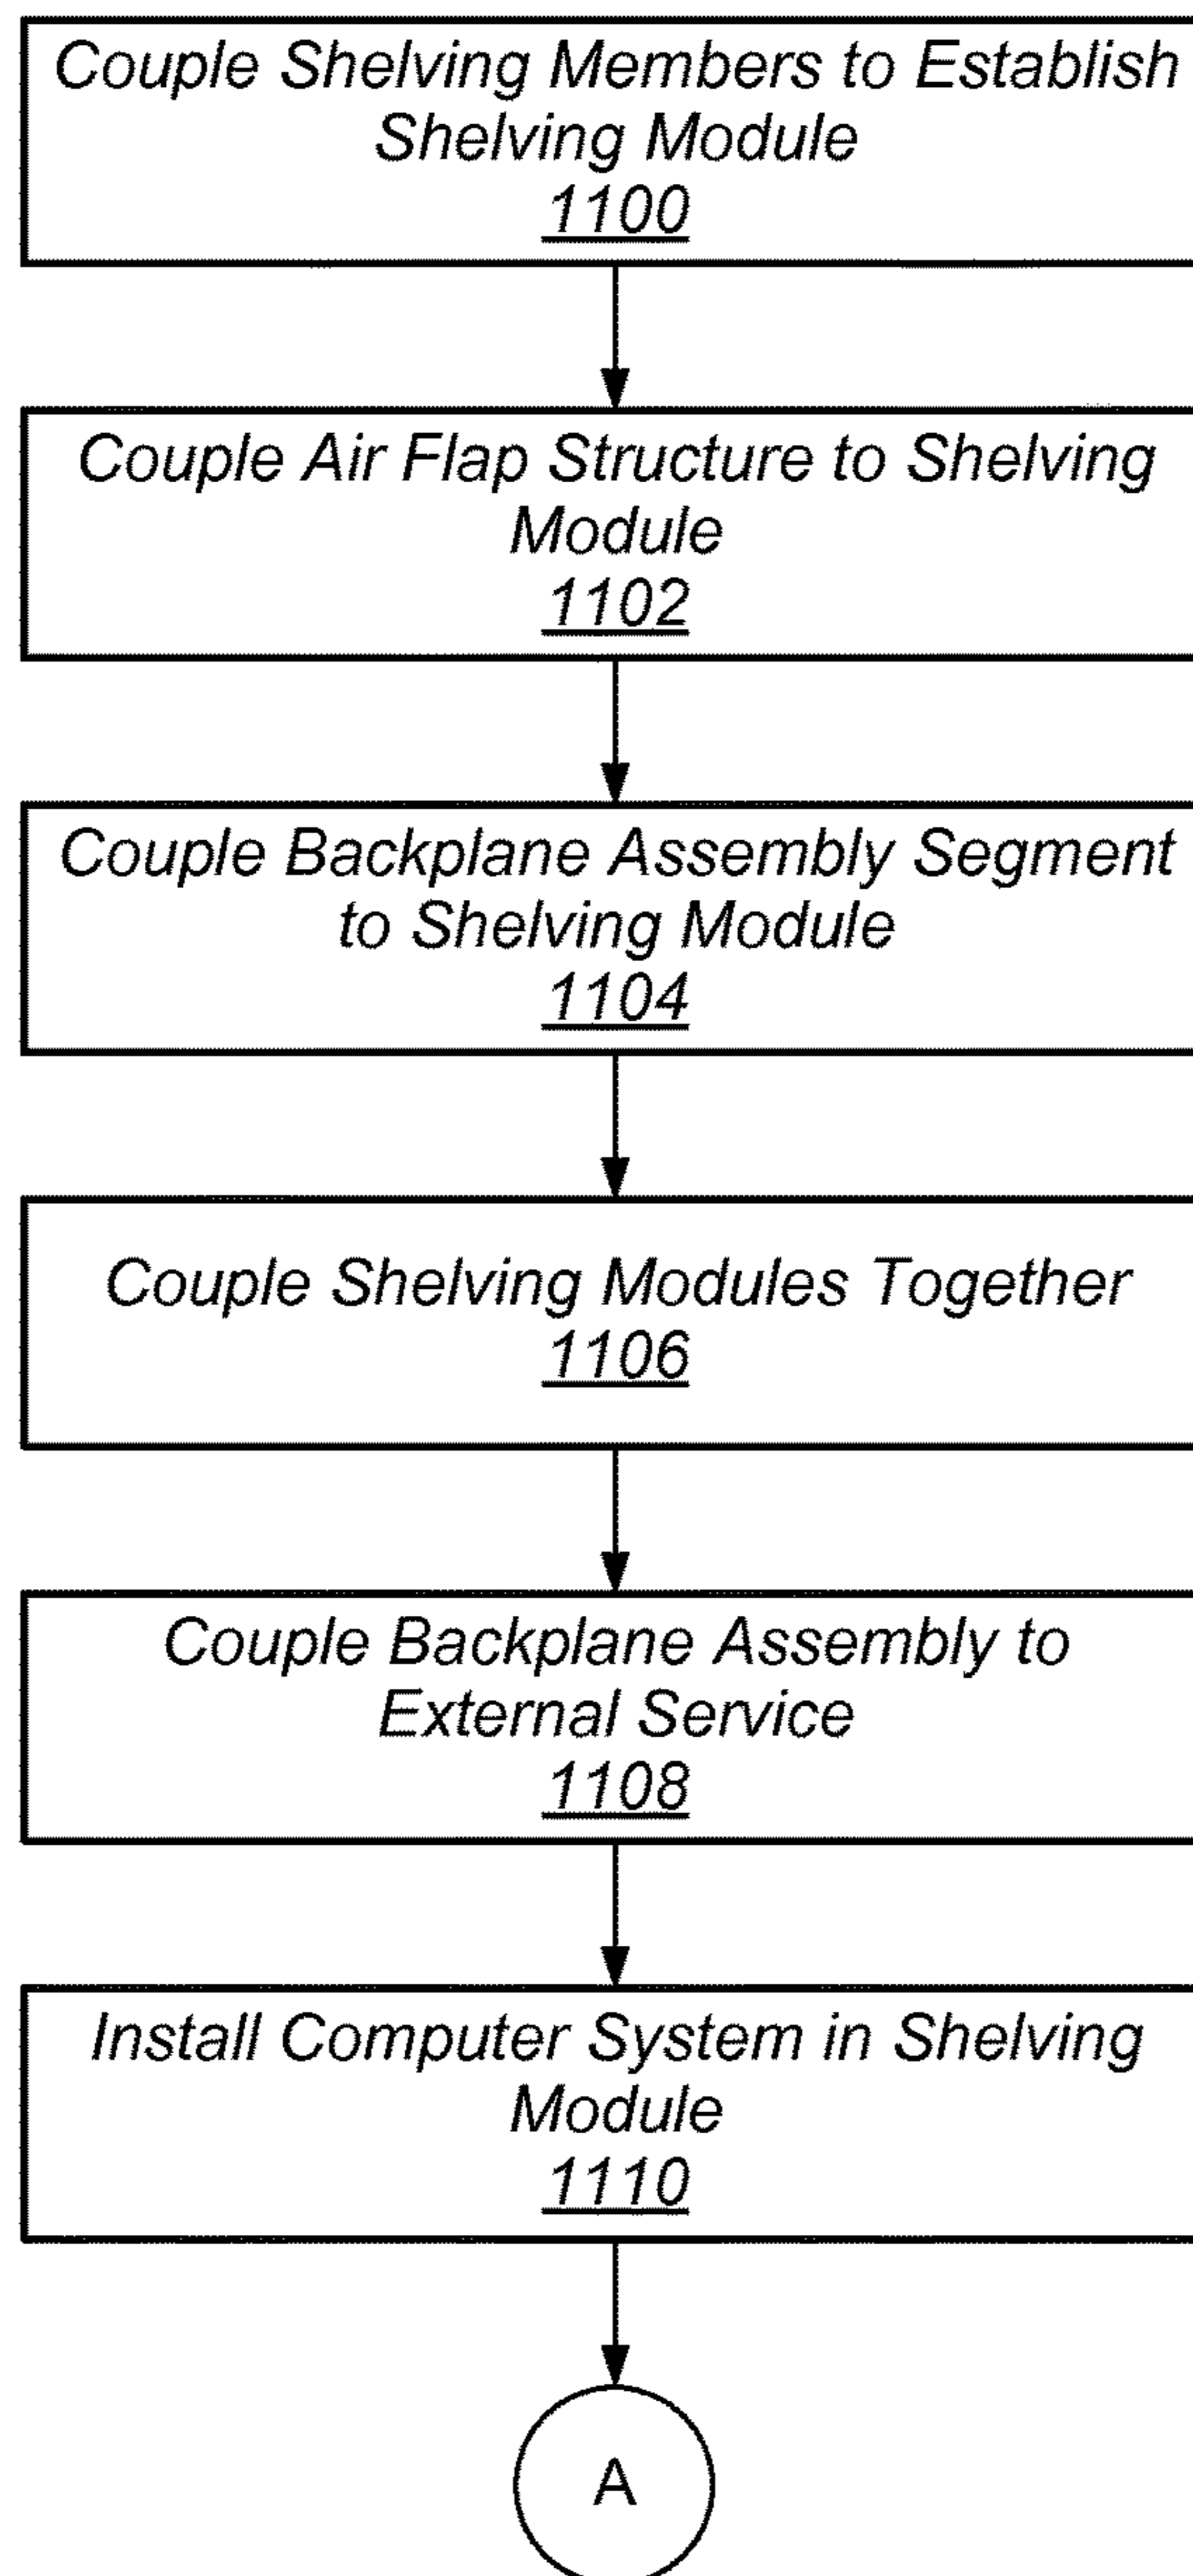 Couple Shelving Members to Establish
Shelving Module
1100
Couple Air Flap Structure to Shelving
Module
1102
Couple Backplane Assembly Segment
to Shelving Module
1104
Couple Shelving Modules Together
1106
Couple Backplane Assembly to
External Service
1108
Install Computer System in Shelving
Module
1110
A